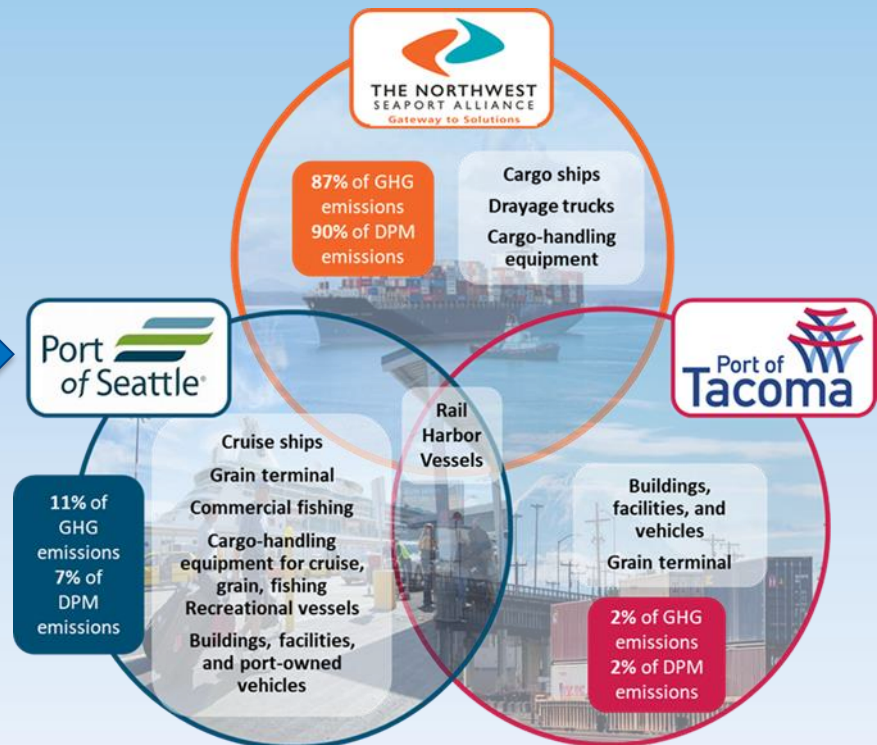 THE NORTHWEST
SEAPORT ALLIANCE
Gateway to Solutions
87% of GHG
emissions
90% of DPM
emissions
Cargo ships
Drayage trucks
Cargo-handling
equipment
Port
of Seattle
Port of
Tacoma
Rail
Harbor
Vessels
Cruise ships
Grain terminal
Commercial fishing
Cargo-handling
equipment for cruise,
grain, fishing
Recreational vessels
Buildings, facilities,
and port-owned
vehicles
11% of
GHG
emissions
7% of
DPM
emissions
Buildings,
facilities, and
vehicles
Grain terminal
2% of GHG
emissions
2% of DPM
emissions